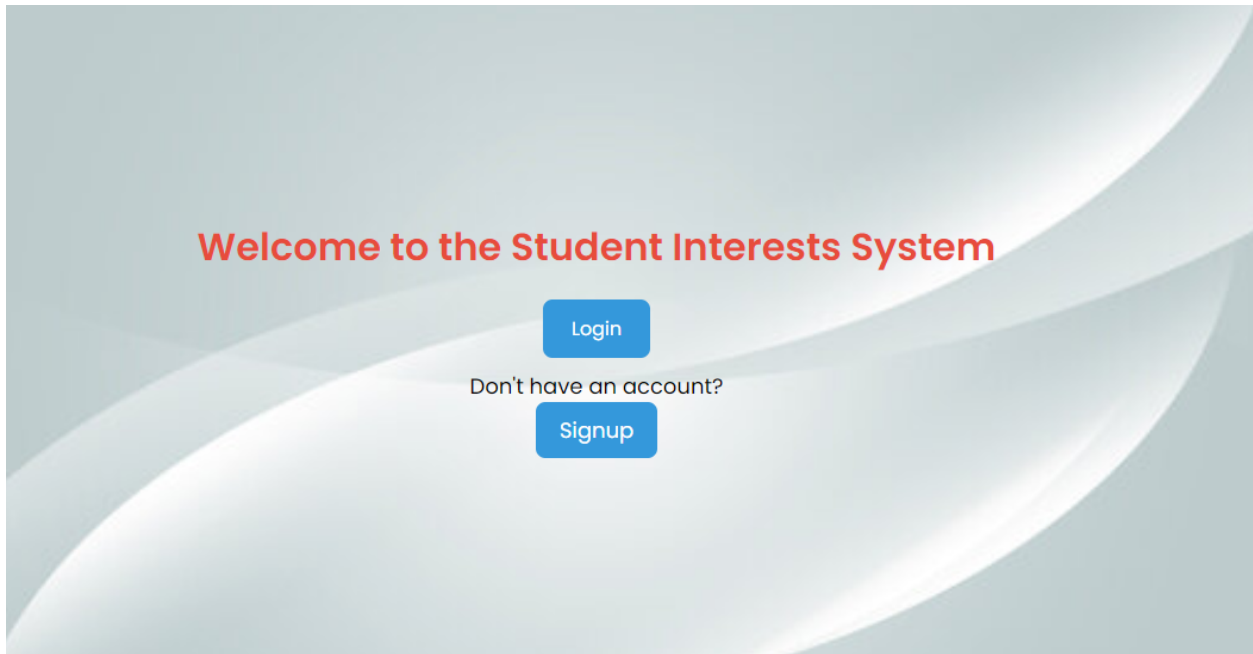 Welcome to the Student Interests System
Login
Don't have an account?
Signup